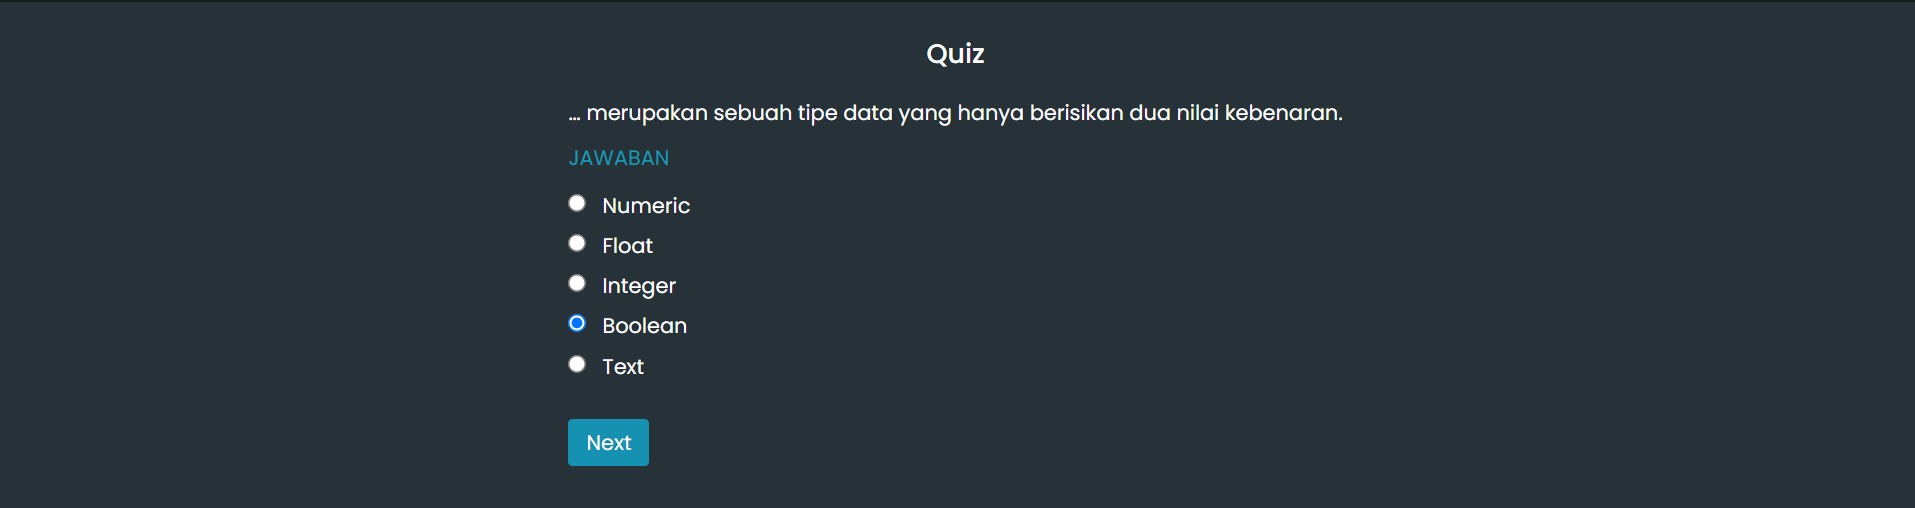 Quiz
... merupakan sebuah tipe data yang hanya berisikan dua nilai kebenaran.
JAWABAN
Numeric
Float
Integer
Boolean
Text
Next